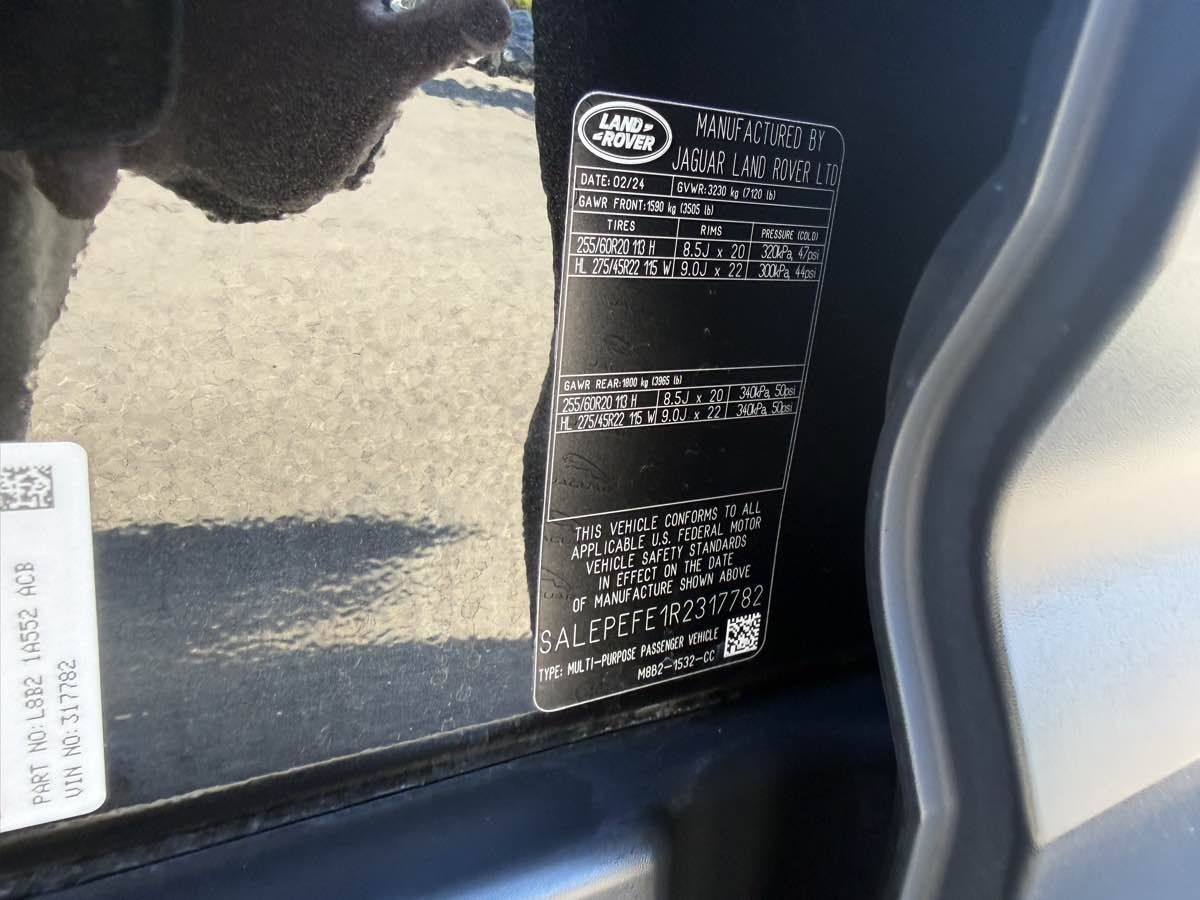 LAND ROVER
MANUFACTURED BY
JAGUAR LAND ROVER LTD
DATE: 02/24 GVWR: 3230 kg (7120 lb)
GAWR FRONT: 1590 kg (3505 lb)
TIRES RIMS PRESSURE (COLD)
255/60R20 113 H 8.5J x 20 320kPa, 47psi
HL 275/45R22 115 W 9.0J x 22 300kPa, 44psi
GAWR REAR: 1800 kg (3965 lb)
255/60R20 113 H 8.5J x 20 340kPa, 50psi
HL 275/45R22 115 W 9.0J x 22 340kPa, 50psi
JAGUAR
THIS VEHICLE CONFORMS TO ALL
APPLICABLE U.S. FEDERAL MOTOR
VEHICLE SAFETY STANDARDS
IN EFFECT ON THE DATE
OF MANUFACTURE SHOWN ABOVE
SALEPEFE1R2317782
TYPE: MULTI-PURPOSE PASSENGER VEHICLE
M8B2-1532-CC
PART NO: L8B2 1A552 ACB
VIN NO: 317782